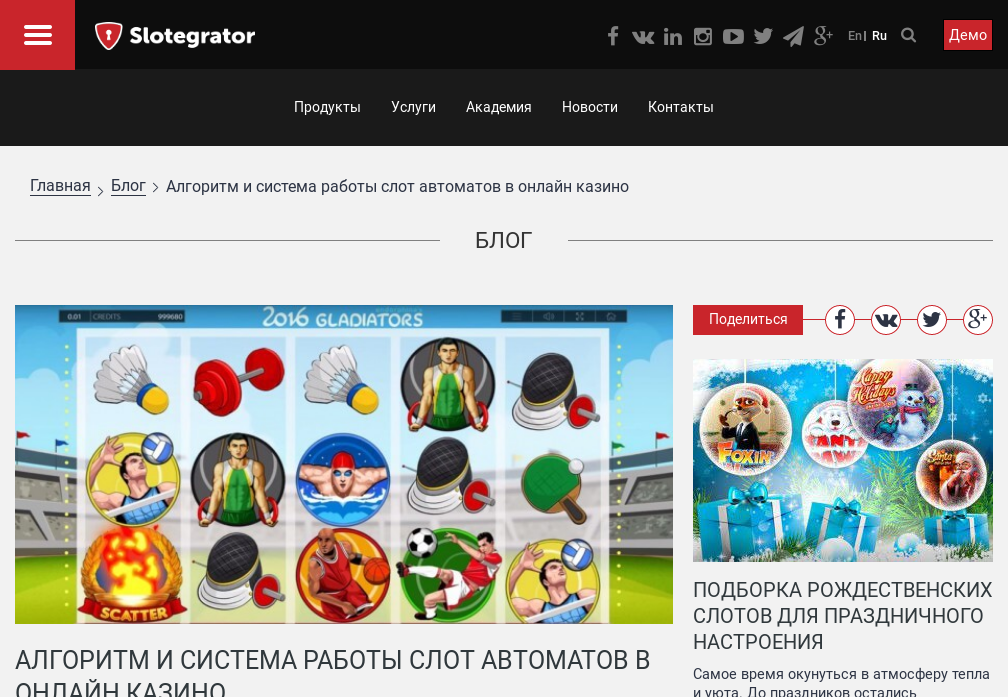 Slotegrator
En | Ru
Демо
Продукты
Услуги
Академия
Новости
Контакты
Главная > Блог > Алгоритм и система работы слот автоматов в онлайн казино
БЛОГ
0.01 CREDITS 999680
2016 GLADIATORS
SCATTER
АЛГОРИТМ И СИСТЕМА РАБОТЫ СЛОТ АВТОМАТОВ В
ОНЛАЙН КАЗИНО
Поделиться
Happy
Holidays
FOXIN
SANTA
ПОДБОРКА РОЖДЕСТВЕНСКИХ
СЛОТОВ ДЛЯ ПРАЗДНИЧНОГО
НАСТРОЕНИЯ
Самое время окунуться в атмосферу тепла
и уюта. До праздников остались